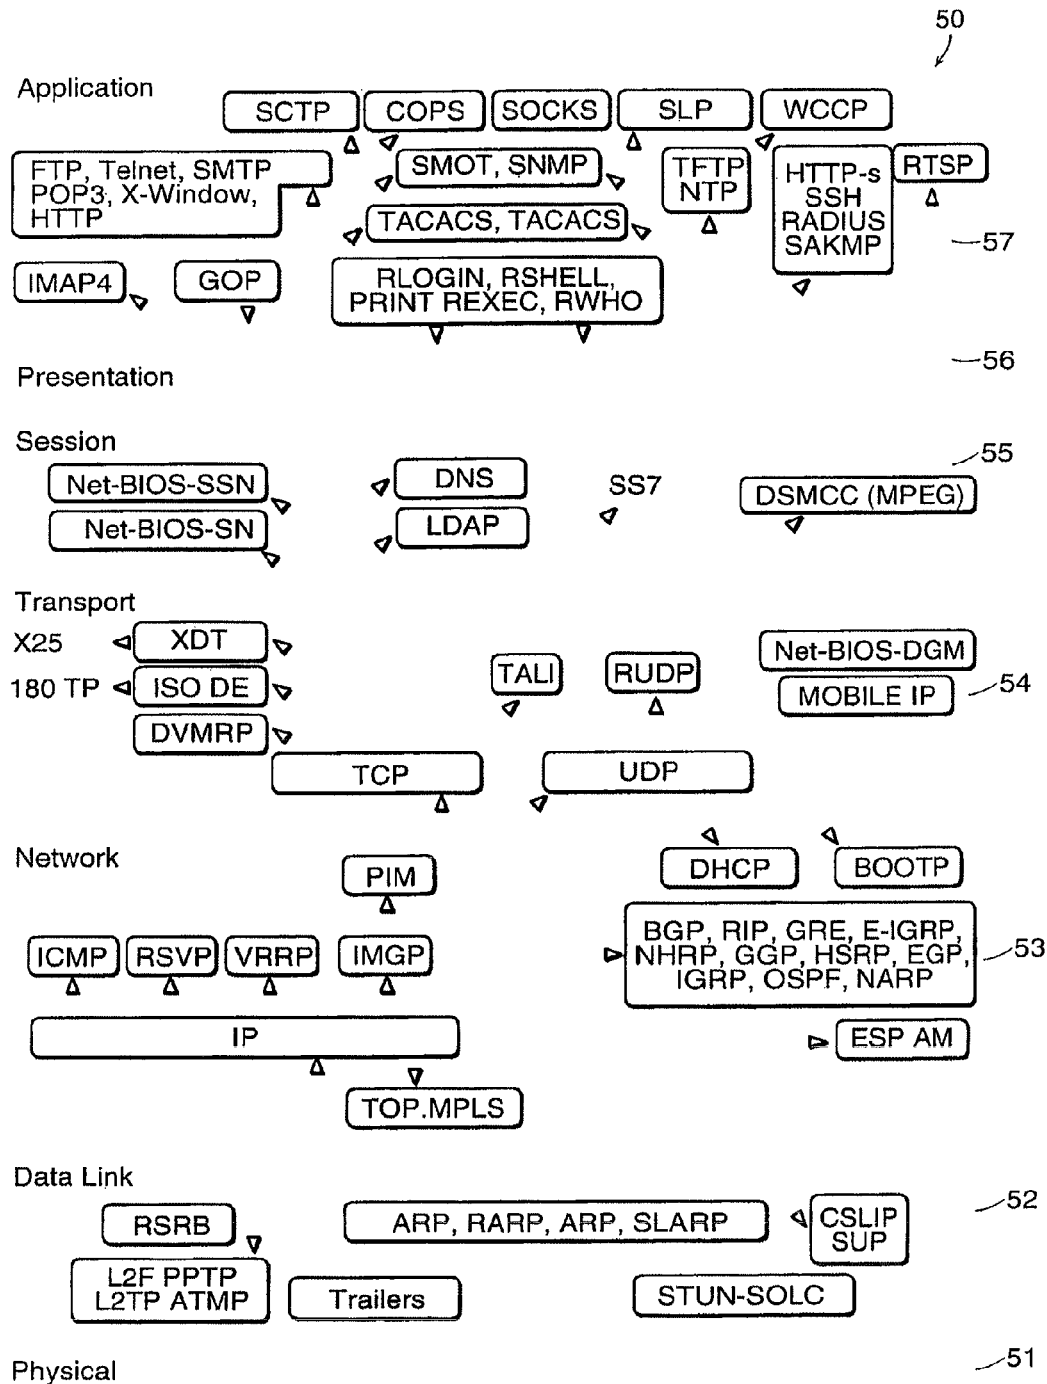 50
Application
SCTP
COPS
SOCKS
SLP
WCCP
FTP, Telnet, SMTP
POP3, X-Window,
HTTP
SMOT, SNMP
TFTP
NTP
HTTP-s
SSH
RADIUS
SAKMP
RTSP
TACACS, TACACS
57
IMAP4
GOP
RLOGIN, RSHELL,
PRINT REXEC, RWHO
56
Presentation
Session
55
Net-BIOS-SSN
DNS
SS7
DSMCC (MPEG)
Net-BIOS-SN
LDAP
Transport
X25
XDT
Net-BIOS-DGM
TALI
RUDP
180 TP
ISO DE
MOBILE IP
54
DVMRP
TCP
UDP
Network
PIM
DHCP
BOOTP
ICMP
RSVP
VRRP
IMGP
BGP, RIP, GRE, E-IGRP,
NHRP, GGP, HSRP, EGP,
IGRP, OSPF, NARP
53
IP
ESP AM
TOP.MPLS
Data Link
52
RSRB
ARP, RARP, ARP, SLARP
CSLIP
SUP
L2F PPTP
L2TP ATMP
Trailers
STUN-SOLC
Physical
51